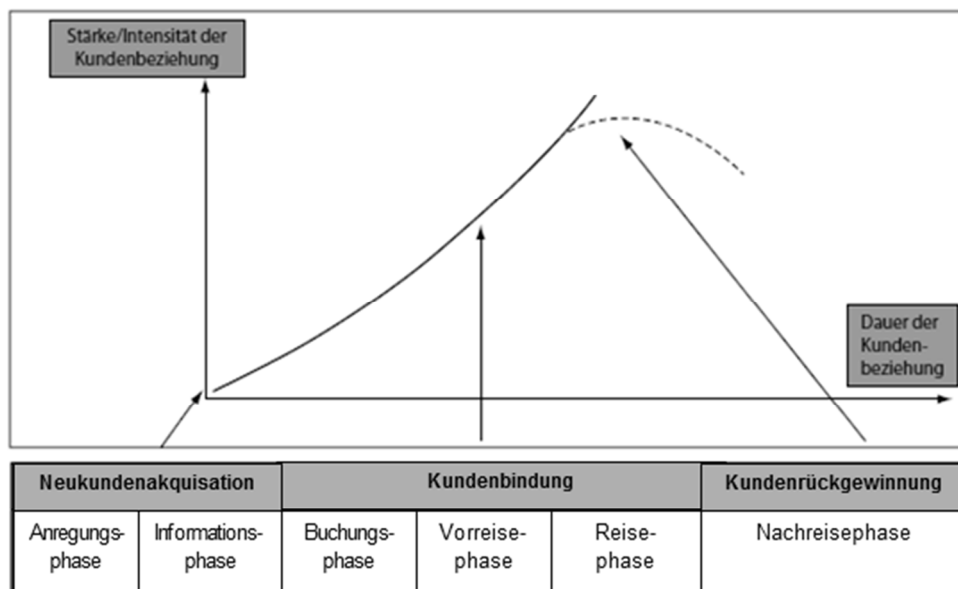 Stärke/Intensität der
Kundenbeziehung
Dauer der
Kunden-
beziehung
Neukundenakquisation
Kundenbindung
Kundenrückgewinnung
Anregungs-
phase
Informations-
phase
Buchungs-
phase
Vorreise-
phase
Reise-
phase
Nachreisephase